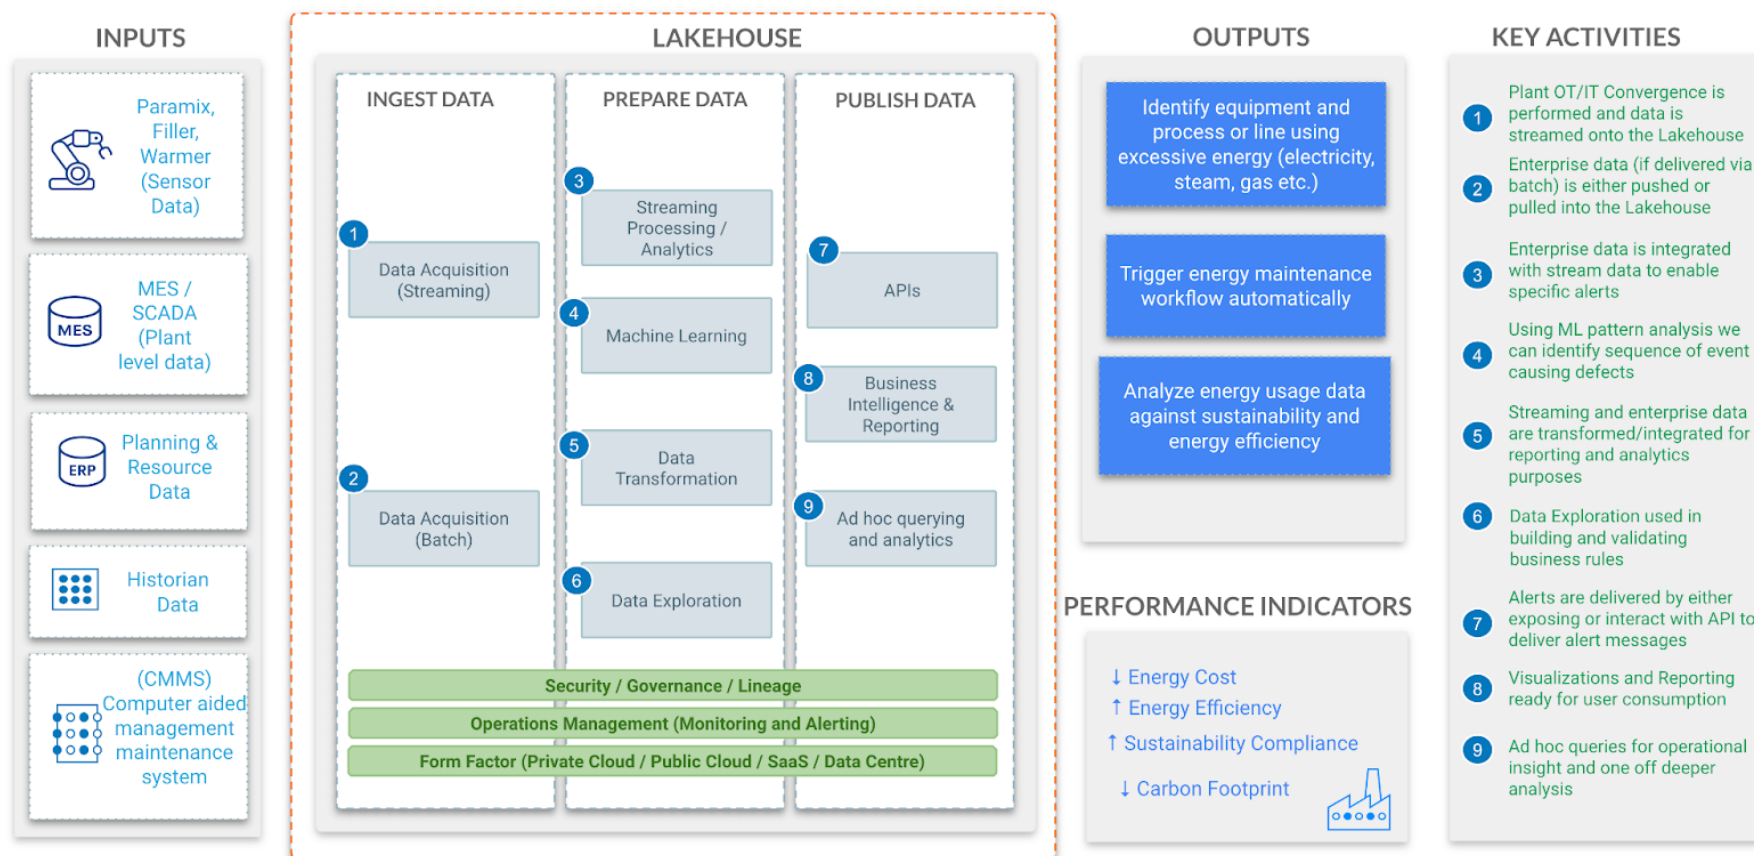 INPUTS
Paramix,
Filler,
Warmer
(Sensor
Data)
MES
MES /
SCADA
(Plant
level data)
ERP
Planning &
Resource
Data
Historian
Data
(CMMS)
Computer aided
management
maintenance
system
LAKEHOUSE
INGEST DATA
1
Data Acquisition
(Streaming)
2
Data Acquisition
(Batch)
PREPARE DATA
3
Streaming
Processing /
Analytics
4
Machine Learning
5
Data
Transformation
6
Data Exploration
PUBLISH DATA
7
APIs
8
Business
Intelligence &
Reporting
9
Ad hoc querying
and analytics
Security / Governance / Lineage
Operations Management (Monitoring and Alerting)
Form Factor (Private Cloud / Public Cloud / SaaS / Data Centre)
OUTPUTS
Identify equipment and
process or line using
excessive energy (electricity,
steam, gas etc.)
Trigger energy maintenance
workflow automatically
Analyze energy usage data
against sustainability and
energy efficiency
PERFORMANCE INDICATORS
↓ Energy Cost
↑ Energy Efficiency
↑ Sustainability Compliance
↓ Carbon Footprint
KEY ACTIVITIES
1
Plant OT/IT Convergence is
performed and data is
streamed onto the Lakehouse
2
Enterprise data (if delivered via
batch) is either pushed or
pulled into the Lakehouse
3
Enterprise data is integrated
with stream data to enable
specific alerts
4
Using ML pattern analysis we
can identify sequence of event
causing defects
5
Streaming and enterprise data
are transformed/integrated for
reporting and analytics
purposes
6
Data Exploration used in
building and validating
business rules
7
Alerts are delivered by either
exposing or interact with API to
deliver alert messages
8
Visualizations and Reporting
ready for user consumption
9
Ad hoc queries for operational
insight and one off deeper
analysis